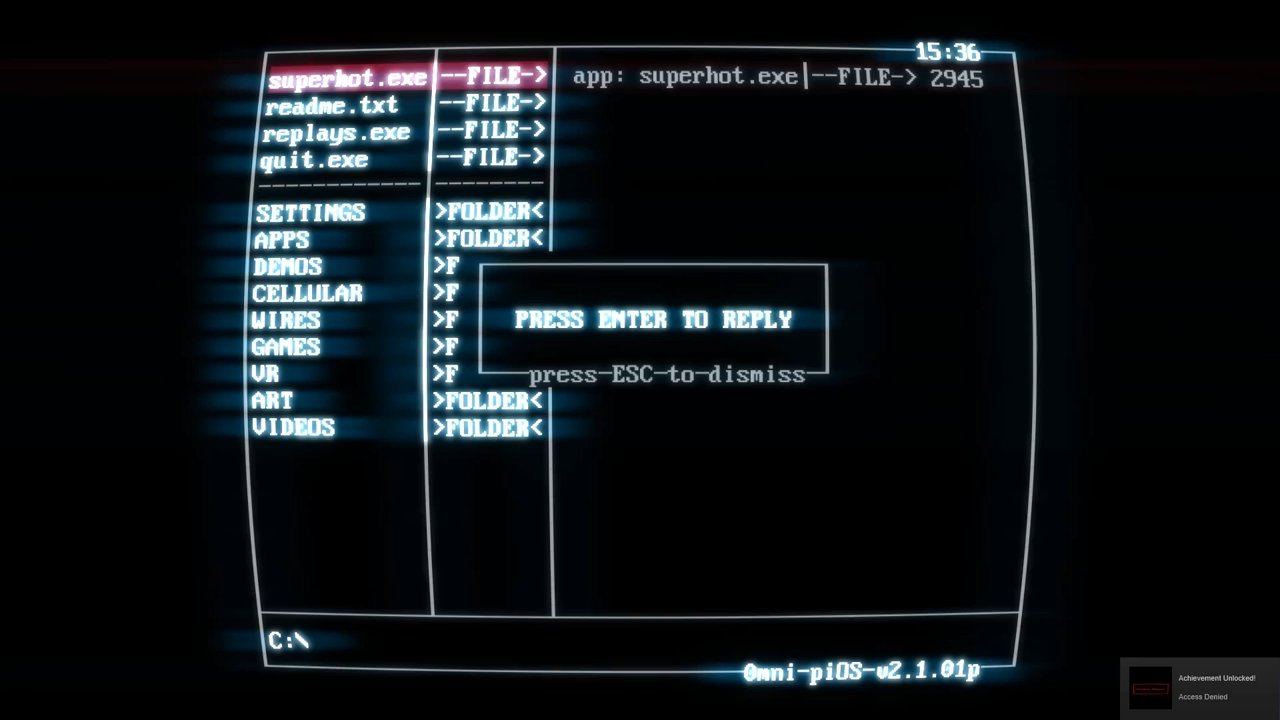 15:36
superhot.exe --FILE-> app: superhot.exe|--FILE-> 2945
readme.txt --FILE->
replays.exe --FILE->
quit.exe --FILE->
------------ --------
SETTINGS >FOLDER<
APPS >FOLDER<
DEMOS >F
CELLULAR >F
WIRES >F
PRESS ENTER TO REPLY
GAMES >F
VR >F
press-ESC-to-dismiss
ART >FOLDER<
VIDEOS >FOLDER<
C:\
Omni-piOS-v2.1.01p
Achievement Unlocked!
Access Denied